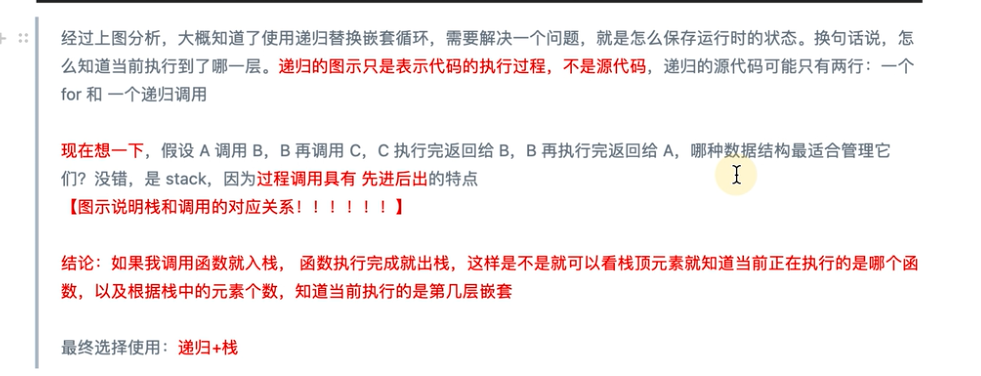 经过上图分析，大概知道了使用递归替换嵌套循环，需要解决一个问题，就是怎么保存运行时的状态。换句话说，怎
么知道当前执行到了哪一层。递归的图示只是表示代码的执行过程，不是源代码，递归的源代码可能只有两行：一个
for 和 一个递归调用
现在想一下，假设 A 调用 B，B 再调用 C，C 执行完返回给 B，B 再执行完返回给 A，哪种数据结构最适合管理它
们？没错，是 stack，因为过程调用具有 先进后出的特点
【图示说明栈和调用的对应关系！！！！！！】
结论：如果我调用函数就入栈， 函数执行完成就出栈，这样是不是就可以看栈顶元素就知道当前正在执行的是哪个函
数，以及根据栈中的元素个数，知道当前执行的是第几层嵌套
最终选择使用：递归+栈